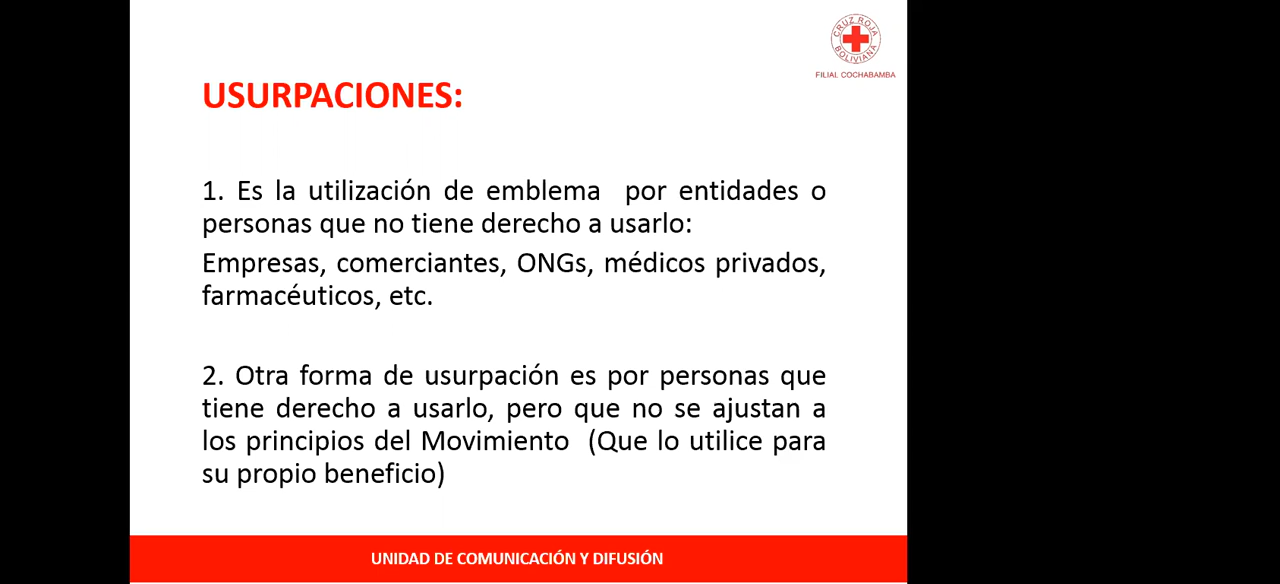 CRUZ ROJA
BOLIVIANA
FILIAL COCHABAMBA
USURPACIONES:
1. Es la utilización de emblema por entidades o
personas que no tiene derecho a usarlo:
Empresas, comerciantes, ONGs, médicos privados,
farmacéuticos, etc.
2. Otra forma de usurpación es por personas que
tiene derecho a usarlo, pero que no se ajustan a
los principios del Movimiento (Que lo utilice para
su propio beneficio)
UNIDAD DE COMUNICACIÓN Y DIFUSIÓN